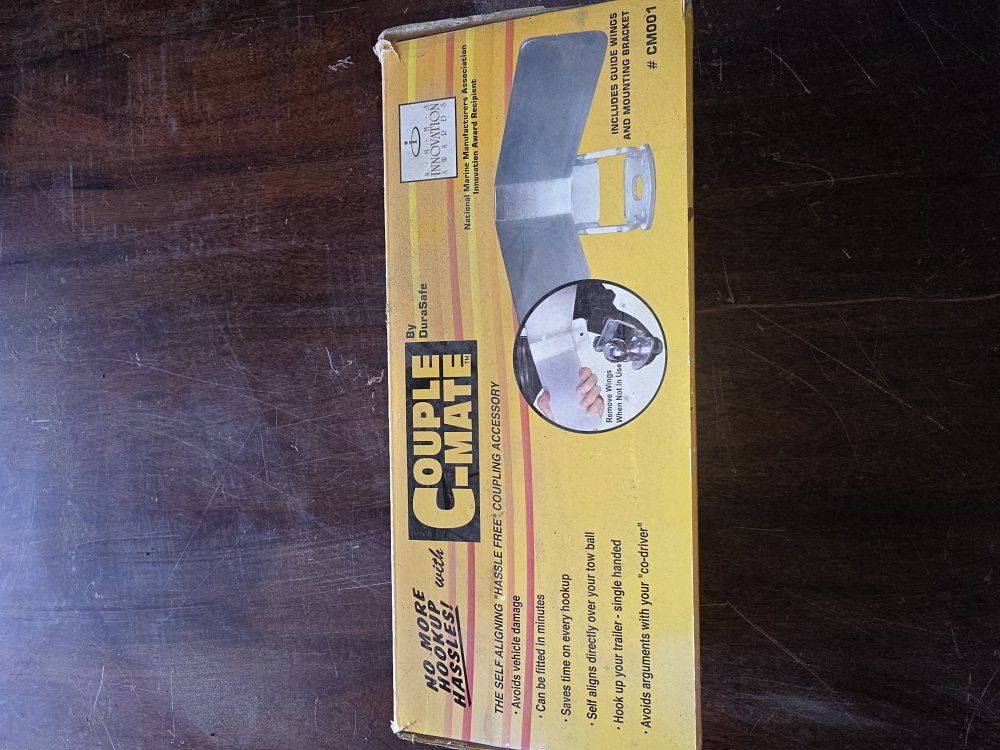 NO MORE
HOOKUP
HASSLES!
with
COUPLE
C-MATE™
By
DuraSafe
N·M·M·A
INNOVATION
AWARDS
National Marine Manufacturers Association
Innovation Award Recipient
THE SELF ALIGNING "HASSLE FREE" COUPLING ACCESSORY
· Avoids vehicle damage
· Can be fitted in minutes
· Saves time on every hookup
· Self aligns directly over your tow ball
· Hook up your trailer - single handed
· Avoids arguments with your "co-driver"
Remove Wings
When Not In Use
INCLUDES GUIDE WINGS
AND MOUNTING BRACKET
# CM001